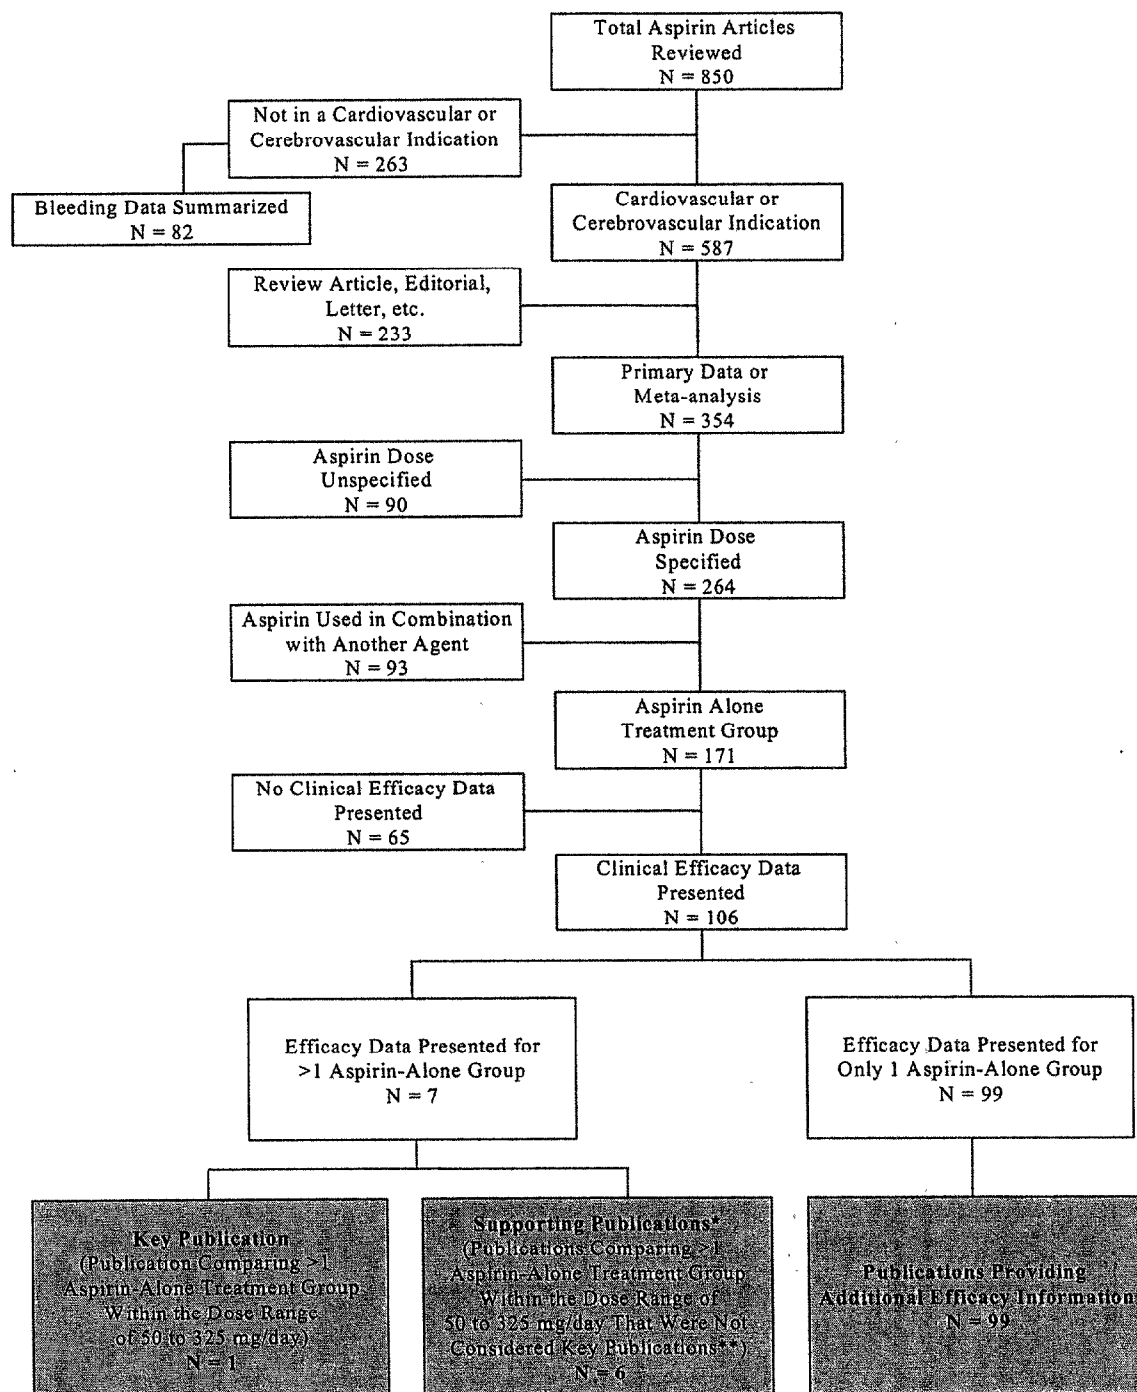 Total Aspirin Articles
Reviewed
N = 850
Not in a Cardiovascular or
Cerebrovascular Indication
N = 263
Bleeding Data Summarized
N = 82
Cardiovascular or
Cerebrovascular Indication
N = 587
Review Article, Editorial,
Letter, etc.
N = 233
Primary Data or
Meta-analysis
N = 354
Aspirin Dose
Unspecified
N = 90
Aspirin Dose
Specified
N = 264
Aspirin Used in Combination
with Another Agent
N = 93
Aspirin Alone
Treatment Group
N = 171
No Clinical Efficacy Data
Presented
N = 65
Clinical Efficacy Data
Presented
N = 106
Efficacy Data Presented for
>1 Aspirin-Alone Group
N = 7
Efficacy Data Presented for
Only 1 Aspirin-Alone Group
N = 99
Key Publication
(Publication Comparing >1
Aspirin-Alone Treatment Group
Within the Dose Range
of 50 to 325 mg/day)
N = 1
Supporting Publications*
(Publications Comparing >1
Aspirin-Alone Treatment Group
Within the Dose Range of
50 to 325 mg/day That Were Not
Considered Key Publications**)
N = 6
Publications Providing
Additional Efficacy Information
N = 99